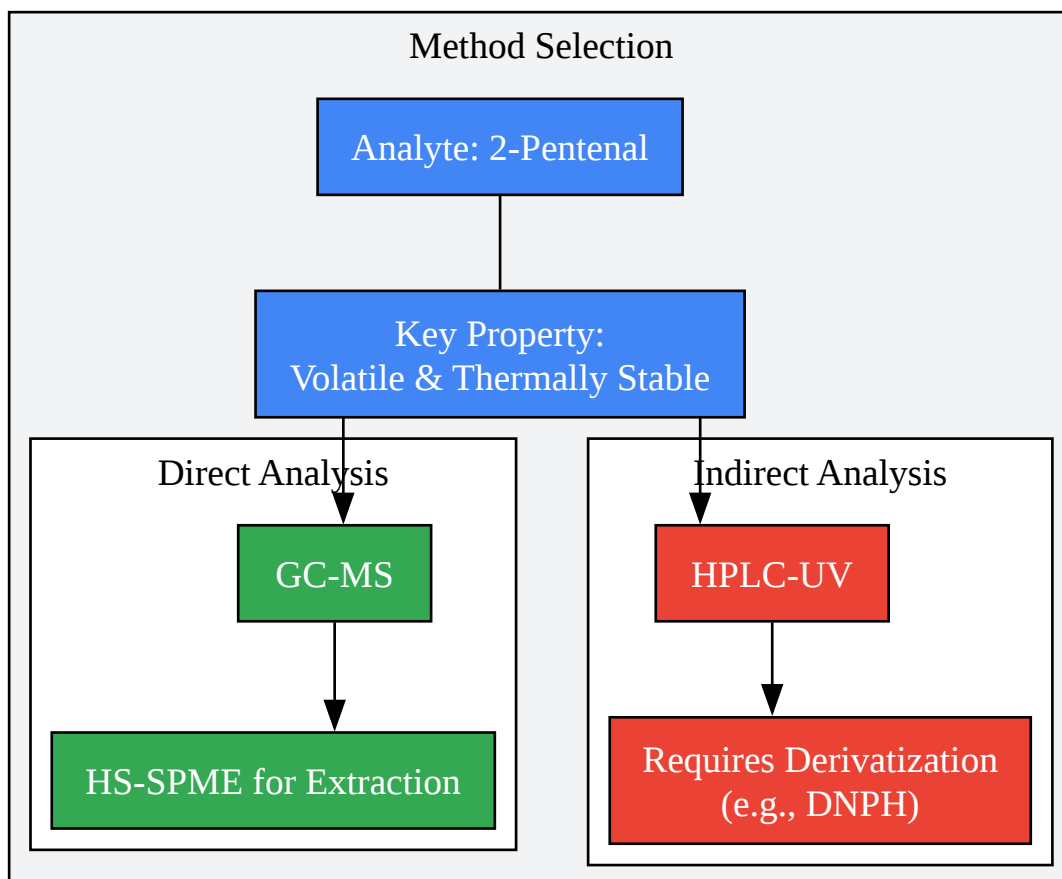 Method Selection
Analyte: 2-Pentenal
Key Property:
Volatile & Thermally Stable
Direct Analysis
GC-MS
HS-SPME for Extraction
Indirect Analysis
HPLC-UV
Requires Derivatization
(e.g., DNPH)